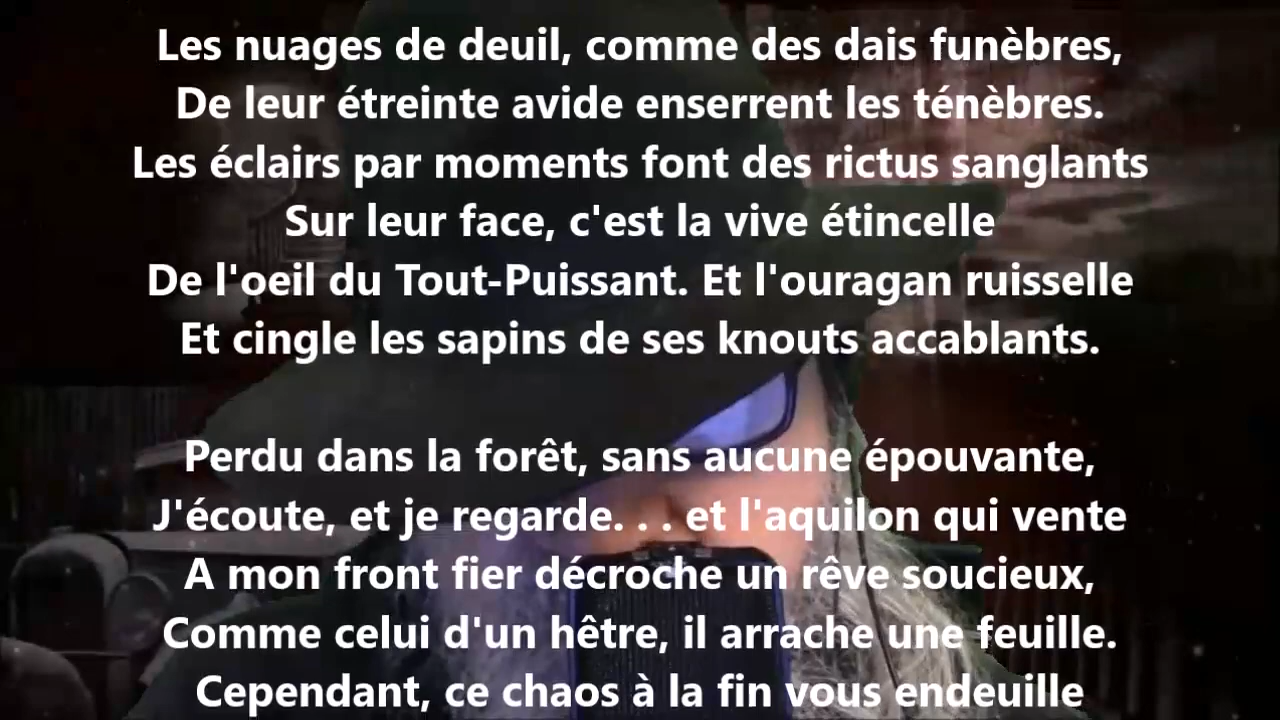 Les nuages de deuil, comme des dais funèbres,
De leur étreinte avide enserrent les ténèbres.
Les éclairs par moments font des rictus sanglants
Sur leur face, c'est la vive étincelle
De l'oeil du Tout-Puissant. Et l'ouragan ruisselle
Et cingle les sapins de ses knouts accablants.
Perdu dans la forêt, sans aucune épouvante,
J'écoute, et je regarde. . . et l'aquilon qui vente
A mon front fier décroche un rêve soucieux,
Comme celui d'un hêtre, il arrache une feuille.
Cependant, ce chaos à la fin vous endeuille